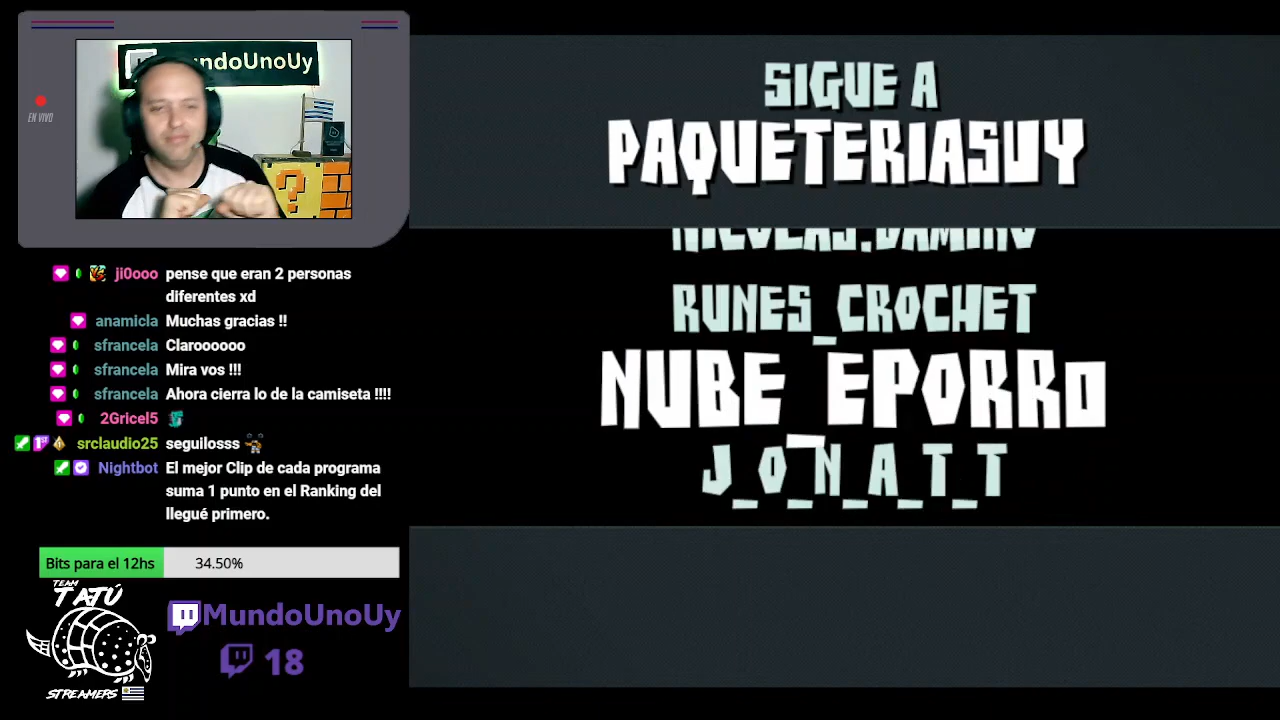 ndoUnoUy
EN VIVO
ji0ooo pense que eran 2 personas
diferentes xd
anamicla Muchas gracias !!
sfrancela Claroooooo
sfrancela Mira vos !!!
sfrancela Ahora cierra lo de la camiseta !!!!
2Gricel5
srclaudio25 seguilosss
Nightbot El mejor Clip de cada programa
suma 1 punto en el Ranking del
llegué primero.
Bits para el 12hs 34.50%
TEAM
TATÚ
STREAMERS
MundoUnoUy
18
SIGUE A
PAQUETERIASUY
RUNES_CROCHET
NUBE_EPORRO
J_O_N_A_T_T